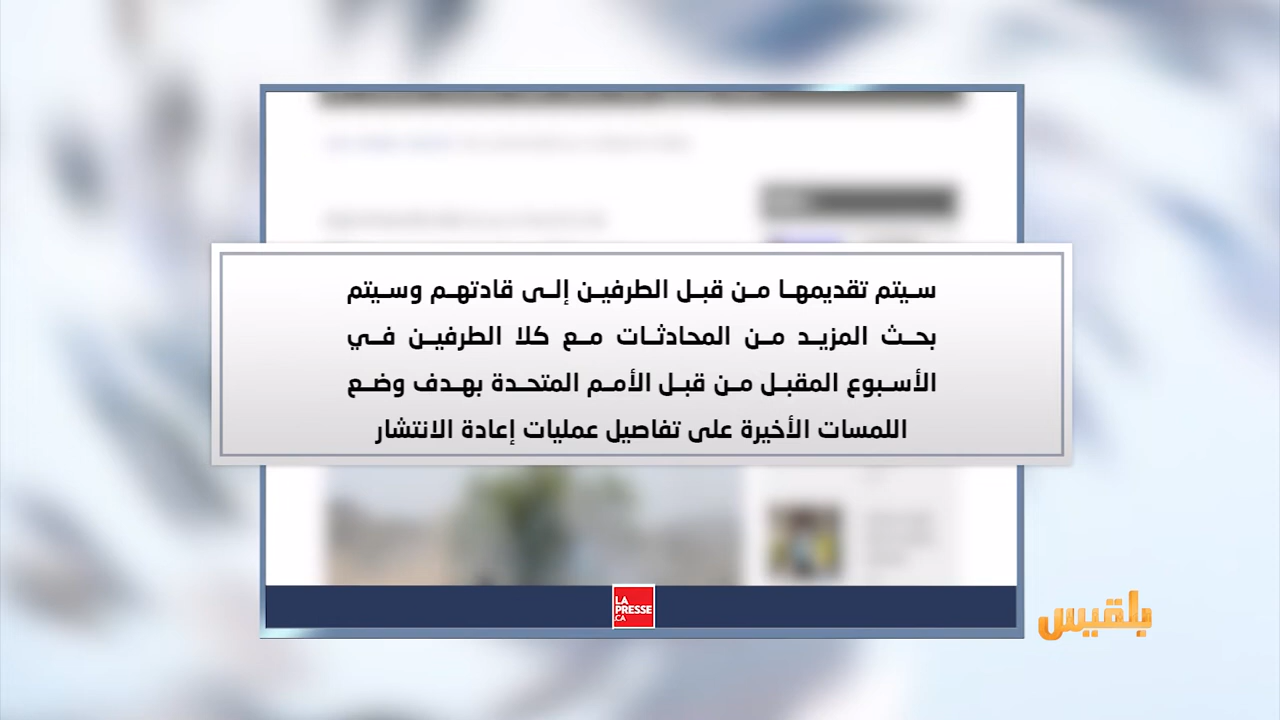 سيتم تقديمها من قبل الطرفين إلى قادتهم وسيتم
بحث المزيد من المحادثات مع كلا الطرفين في
الأسبوع المقبل من قبل الأمم المتحدة بهدف وضع
اللمسات الأخيرة على تفاصيل عمليات إعادة الانتشار
LA
PRESSE
.CA
بلقيس